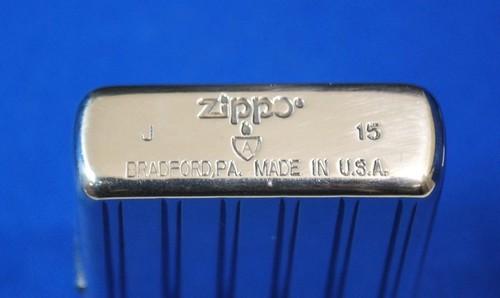 zippo
J 15
A
BRADFORD,PA. MADE IN U.S.A.